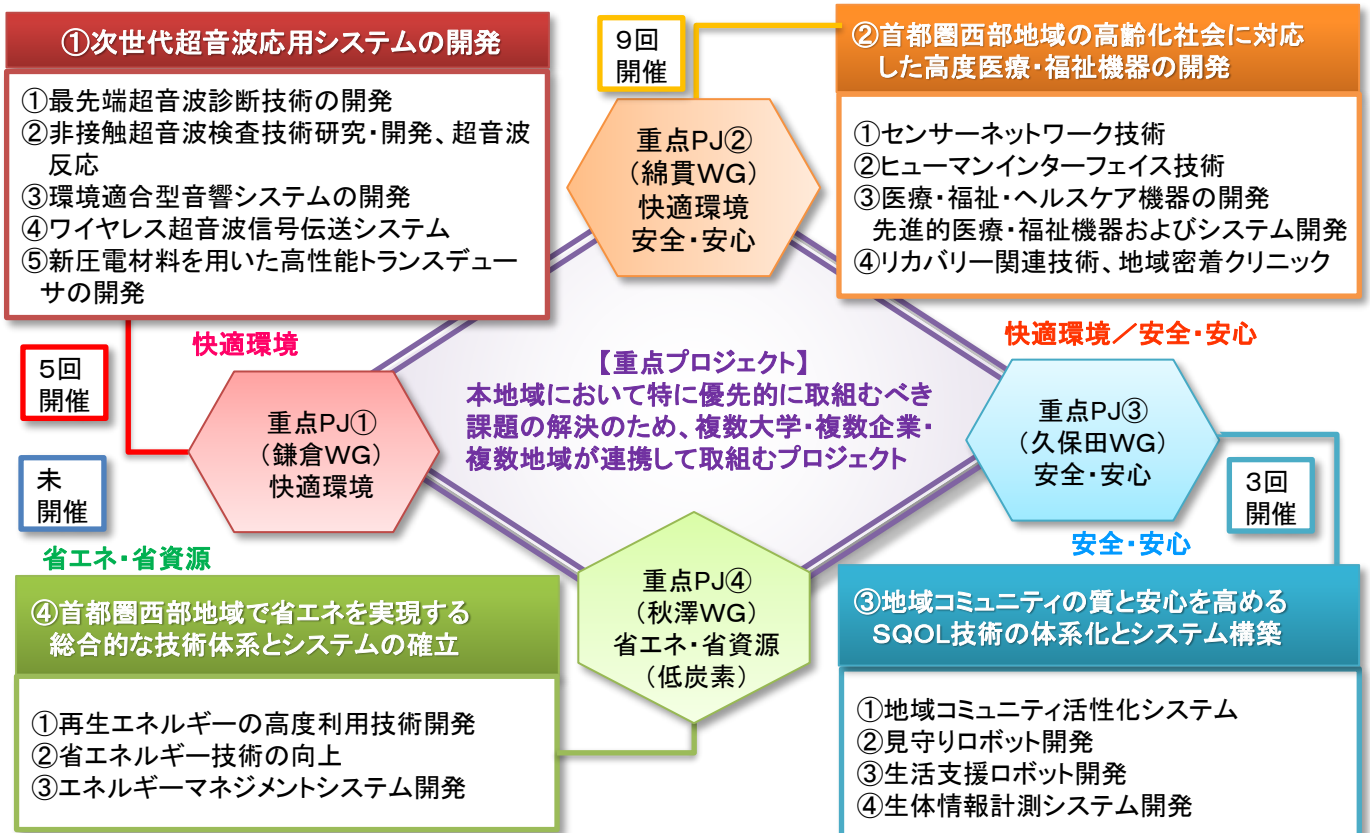 ①次世代超音波応用システムの開発
①最先端超音波診断技術の開発
②非接触超音波検査技術研究・開発、超音波
反応
③環境適合型音響システムの開発
④ワイヤレス超音波信号伝送システム
⑤新圧電材料を用いた高性能トランスデュー
サの開発
9回
開催
重点PJ②
(綿貫WG)
快適環境
安全・安心
②首都圏西部地域の高齢化社会に対応
した高度医療・福祉機器の開発
①センサーネットワーク技術
②ヒューマンインターフェイス技術
③医療・福祉・ヘルスケア機器の開発
先進的医療・福祉機器およびシステム開発
④リカバリー関連技術、地域密着クリニック
快適環境
快適環境／安全・安心
5回
開催
重点PJ①
(鎌倉WG)
快適環境
【重点プロジェクト】
本地域において特に優先的に取組むべき
課題の解決のため、複数大学・複数企業・
複数地域が連携して取組むプロジェクト
重点PJ③
(久保田WG)
安全・安心
3回
開催
未
開催
省エネ・省資源
安全・安心
④首都圏西部地域で省エネを実現する
総合的な技術体系とシステムの確立
①再生エネルギーの高度利用技術開発
②省エネルギー技術の向上
③エネルギーマネジメントシステム開発
重点PJ④
(秋澤WG)
省エネ・省資源
(低炭素)
③地域コミュニティの質と安心を高める
SQOL技術の体系化とシステム構築
①地域コミュニティ活性化システム
②見守りロボット開発
③生活支援ロボット開発
④生体情報計測システム開発